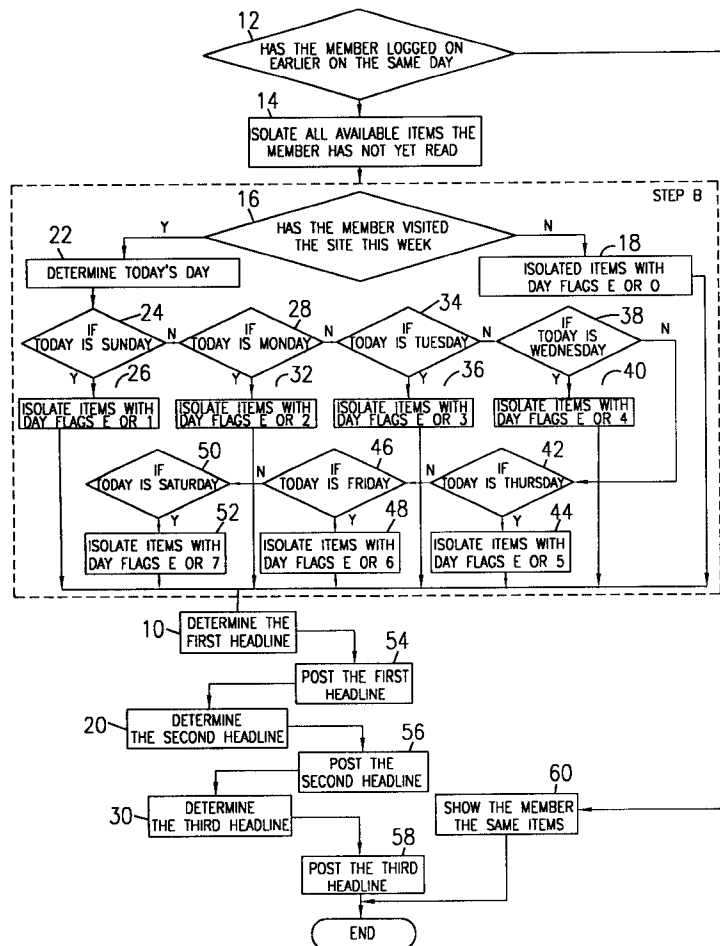 12
HAS THE MEMBER LOGGED ON
EARLIER ON THE SAME DAY
14
ISOLATE ALL AVAILABLE ITEMS THE
MEMBER HAS NOT YET READ
STEP B
16
Y
HAS THE MEMBER VISITED
THE SITE THIS WEEK
N
22
DETERMINE TODAY'S DAY
18
ISOLATED ITEMS WITH
DAY FLAGS E OR 0
24
IF
TODAY IS SUNDAY
N
28
IF
TODAY IS MONDAY
N
34
IF
TODAY IS TUESDAY
N
38
IF
TODAY IS
WEDNESDAY
N
Y
26
Y
32
Y
36
Y
40
ISOLATE ITEMS WITH
DAY FLAGS E OR 1
ISOLATE ITEMS WITH
DAY FLAGS E OR 2
ISOLATE ITEMS WITH
DAY FLAGS E OR 3
ISOLATE ITEMS WITH
DAY FLAGS E OR 4
50
IF
TODAY IS SATURDAY
N
46
IF
TODAY IS FRIDAY
N
42
IF
TODAY IS THURSDAY
Y
52
Y
48
Y
44
ISOLATE ITEMS WITH
DAY FLAGS E OR 7
ISOLATE ITEMS WITH
DAY FLAGS E OR 6
ISOLATE ITEMS WITH
DAY FLAGS E OR 5
10
DETERMINE THE
FIRST HEADLINE
54
POST THE FIRST
HEADLINE
20
DETERMINE
THE SECOND HEADLINE
56
POST THE
SECOND HEADLINE
30
DETERMINE
THE THIRD HEADLINE
60
SHOW THE MEMBER
THE SAME ITEMS
58
POST THE THIRD
HEADLINE
END